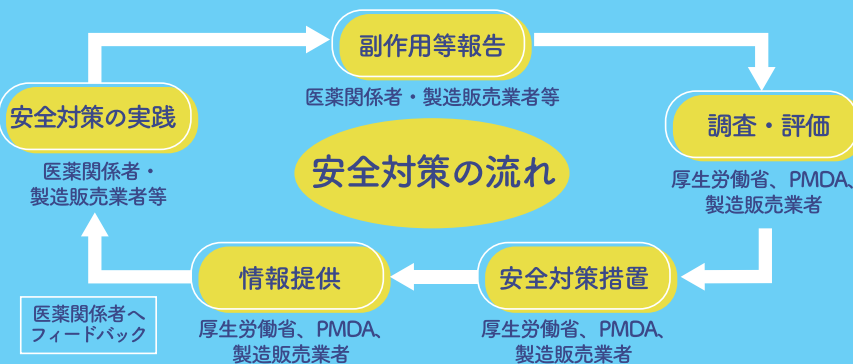 副作用等報告
医薬関係者・製造販売業者等
安全対策の実践
医薬関係者・
製造販売業者等
安全対策の流れ
調査・評価
厚生労働省、PMDA、
製造販売業者
情報提供
厚生労働省、PMDA、
製造販売業者
安全対策措置
厚生労働省、PMDA、
製造販売業者
医薬関係者へ
フィードバック